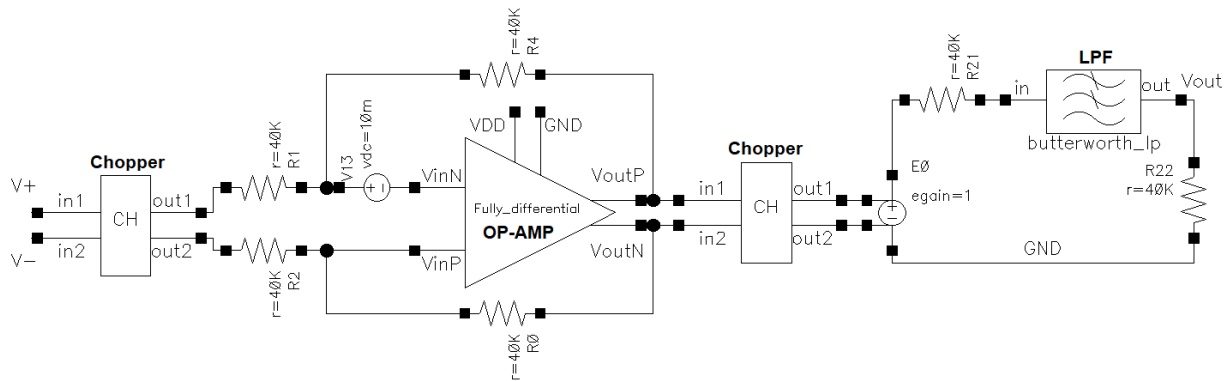 r=40K
R4
VDD
GND
Chopper
r=40K
R1
V13
vdc=10m
V+
in1
out1
CH
V-
in2
out2
r=40K
R2
VinN
VinP
Fully_differential
OP-AMP
VoutP
VoutN
r=40K
R0
Chopper
in1
out1
CH
in2
out2
E0
egain=1
r=40K
R21
LPF
in
out
Vout
butterworth_lp
R22
r=40K
GND